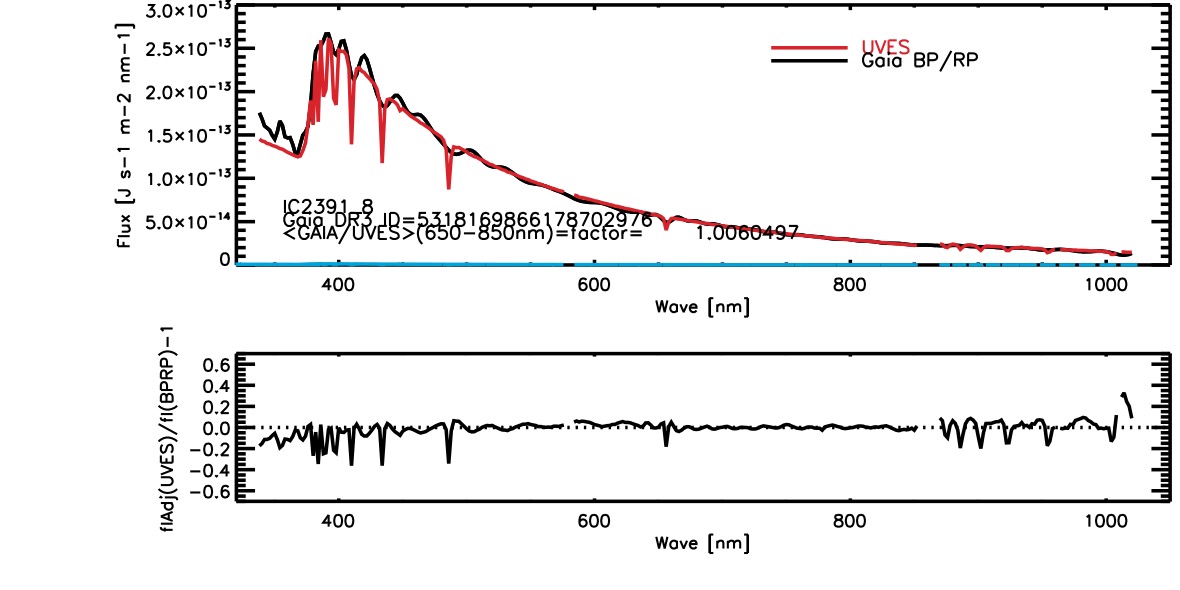 3.0×10−13
2.5×10−13
2.0×10−13
1.5×10−13
1.0×10−13
5.0×10−14
0
Flux [J s−1 m−2 nm−1]
UVES
Gaia BP/RP
IC2391_8
Gaia DR3 ID=5318169866178702976
<GAIA/UVES>(650−850nm)=factor= 1.0060497
400 600 800 1000
Wave [nm]
flAdj(UVES)/fl(BPRP)−1
0.6
0.4
0.2
0.0
−0.2
−0.4
−0.6
400 600 800 1000
Wave [nm]